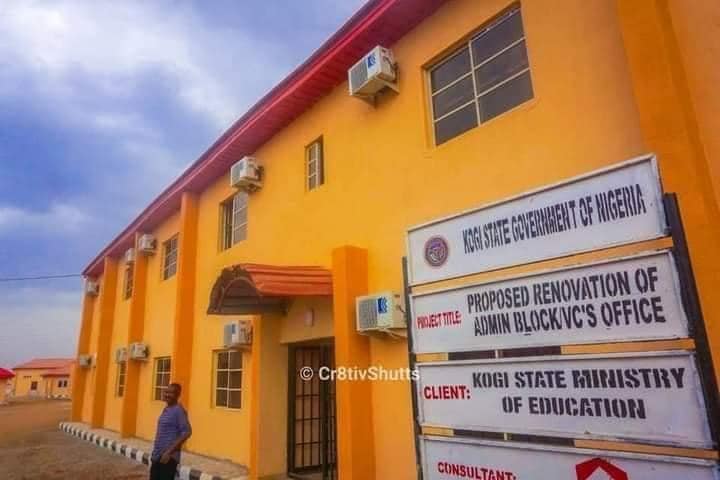 KOGI STATE GOVERNMENT OF NIGERIA
PROJECT TITLE: PROPOSED RENOVATION OF
ADMIN BLOCK/VC'S OFFICE
CLIENT: KOGI STATE MINISTRY
OF EDUCATION
CONSULTANT:
© Cr8tivShutts